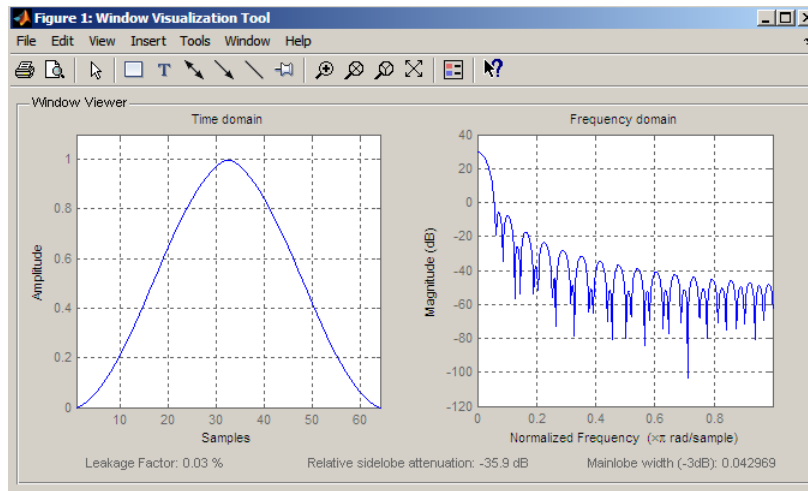 Figure 1: Window Visualization Tool
File Edit View Insert Tools Window Help
T
Window Viewer
Time domain
1
0.8
0.6
0.4
0.2
0
10 20 30 40 50 60
Amplitude
Samples
Frequency domain
40
20
0
-20
-40
-60
-80
-100
-120
0 0.2 0.4 0.6 0.8
Magnitude (dB)
Normalized Frequency (×π rad/sample)
Leakage Factor: 0.03 % Relative sidelobe attenuation: -35.9 dB Mainlobe width (-3dB): 0.042969